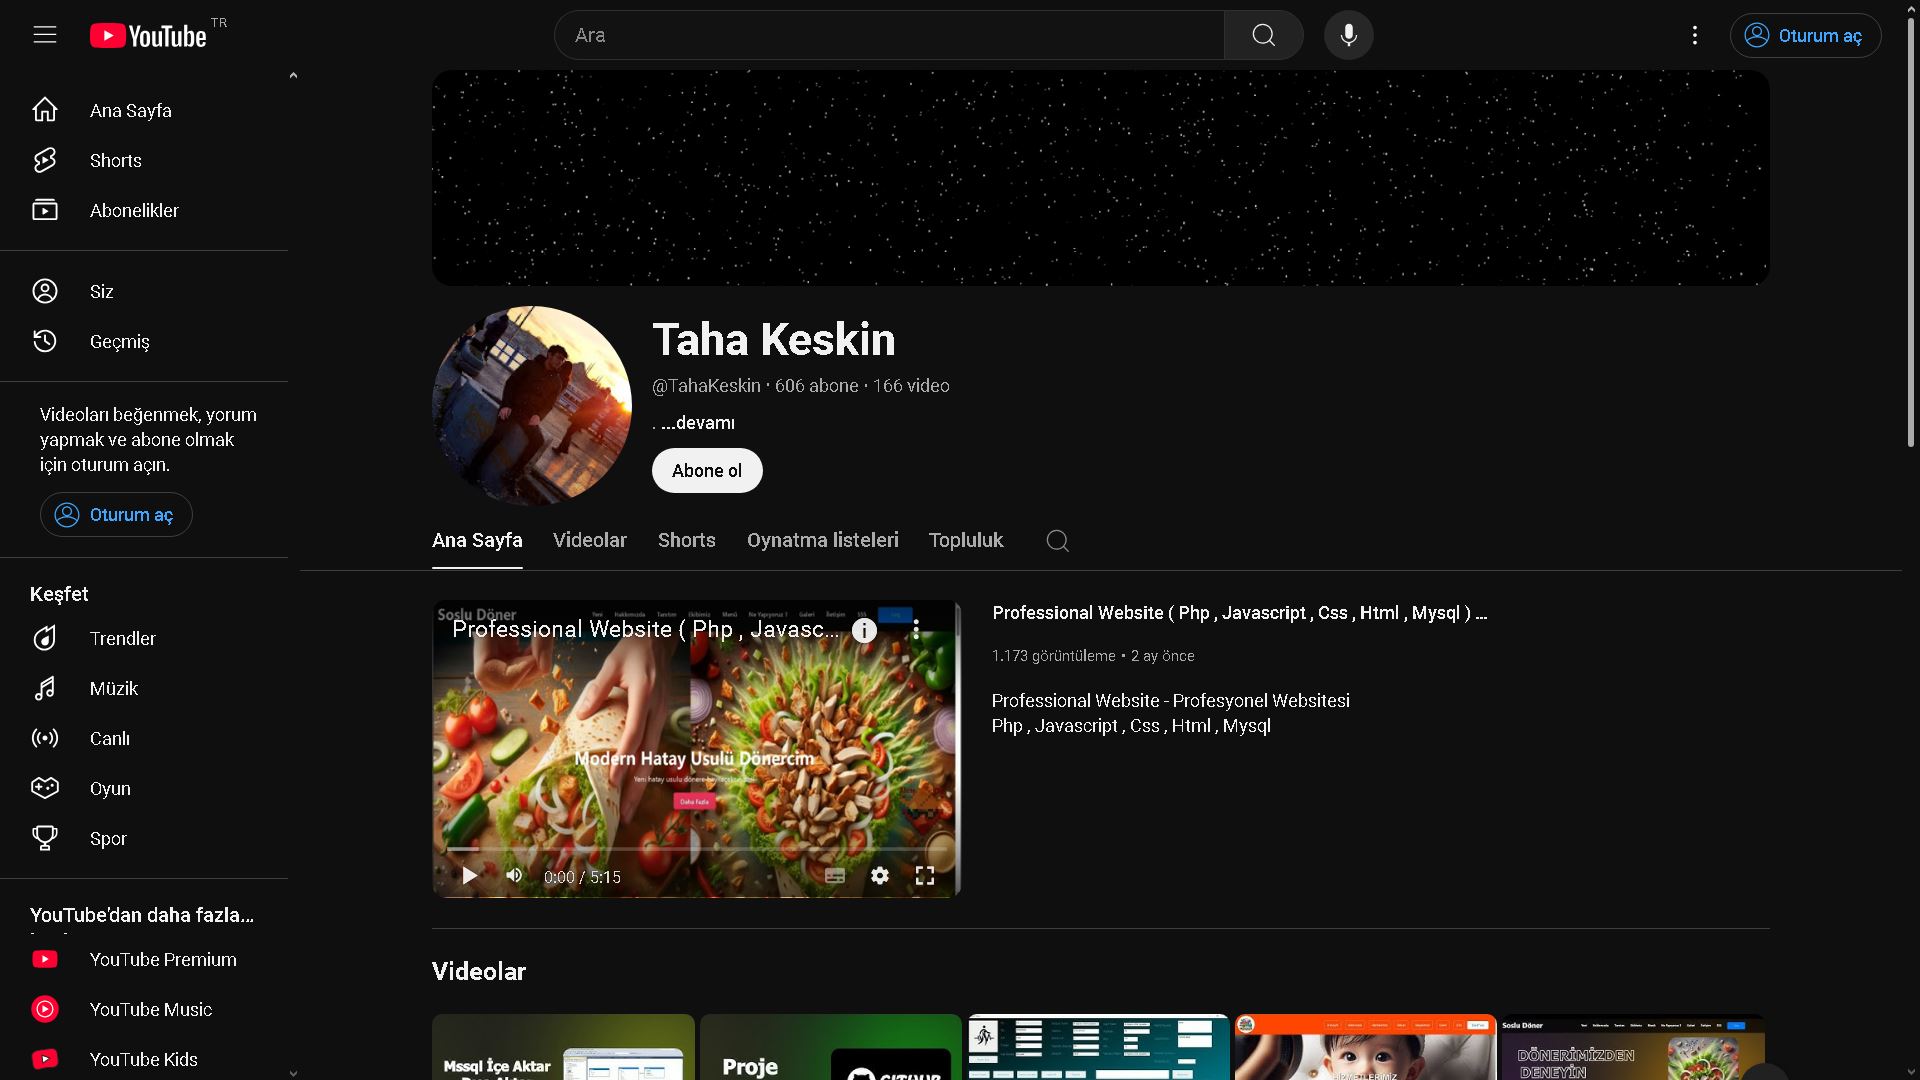 YouTube TR
Ara
Oturum aç
Ana Sayfa
Shorts
Abonelikler
Siz
Geçmiş
Videoları beğenmek, yorum
yapmak ve abone olmak
için oturum açın.
Oturum aç
Keşfet
Trendler
Müzik
Canlı
Oyun
Spor
YouTube'dan daha fazla...
YouTube Premium
YouTube Music
YouTube Kids
Taha Keskin
@TahaKeskin · 606 abone · 166 video
. ...devamı
Abone ol
Ana Sayfa
Videolar
Shorts
Oynatma listeleri
Topluluk
Soslu Döner
Professional Website ( Php , Javasc...
Modern Hatay Usulü Dönercim
Daha fazla
0:00 / 5:15
Professional Website ( Php , Javascript , Css , Html , Mysql ) ...
1.173 görüntüleme • 2 ay önce
Professional Website - Profesyonel Websitesi
Php , Javascript , Css , Html , Mysql
Videolar
Mssql İçe Aktar
Proje
GITHUB
HİZMETLERİMİZ
Soslu Döner
DÖNERİMİZDEN
DENEYİN